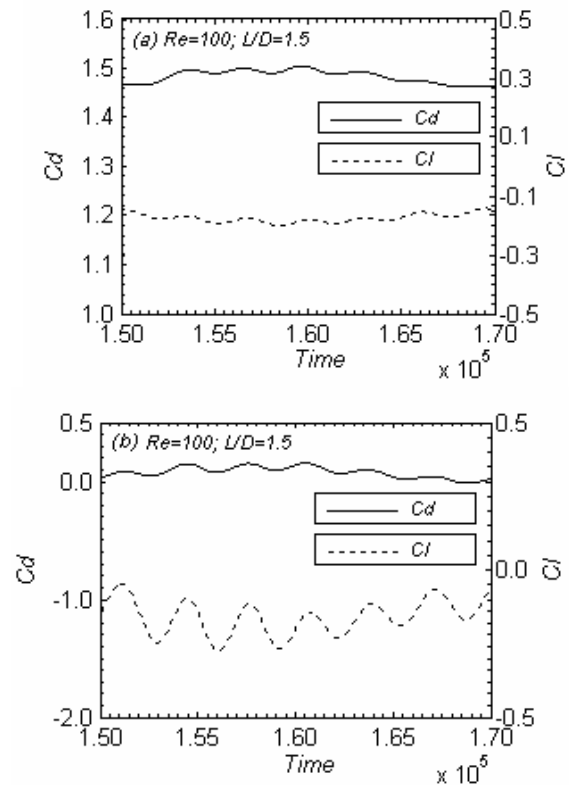 1.6
1.5
1.4
1.3
1.2
1.1
1.0
Cd
(a) Re=100; L/D=1.5
Cd
Cl
0.5
0.3
0.1
-0.1
-0.3
-0.5
Cl
1.50 1.55 1.60 1.65 1.70
Time
x 10^5
0.5
0.0
-1.0
-2.0
Cd
(b) Re=100; L/D=1.5
Cd
Cl
0.5
0.0
-0.5
Cl
1.50 1.55 1.60 1.65 1.70
Time
x 10^5